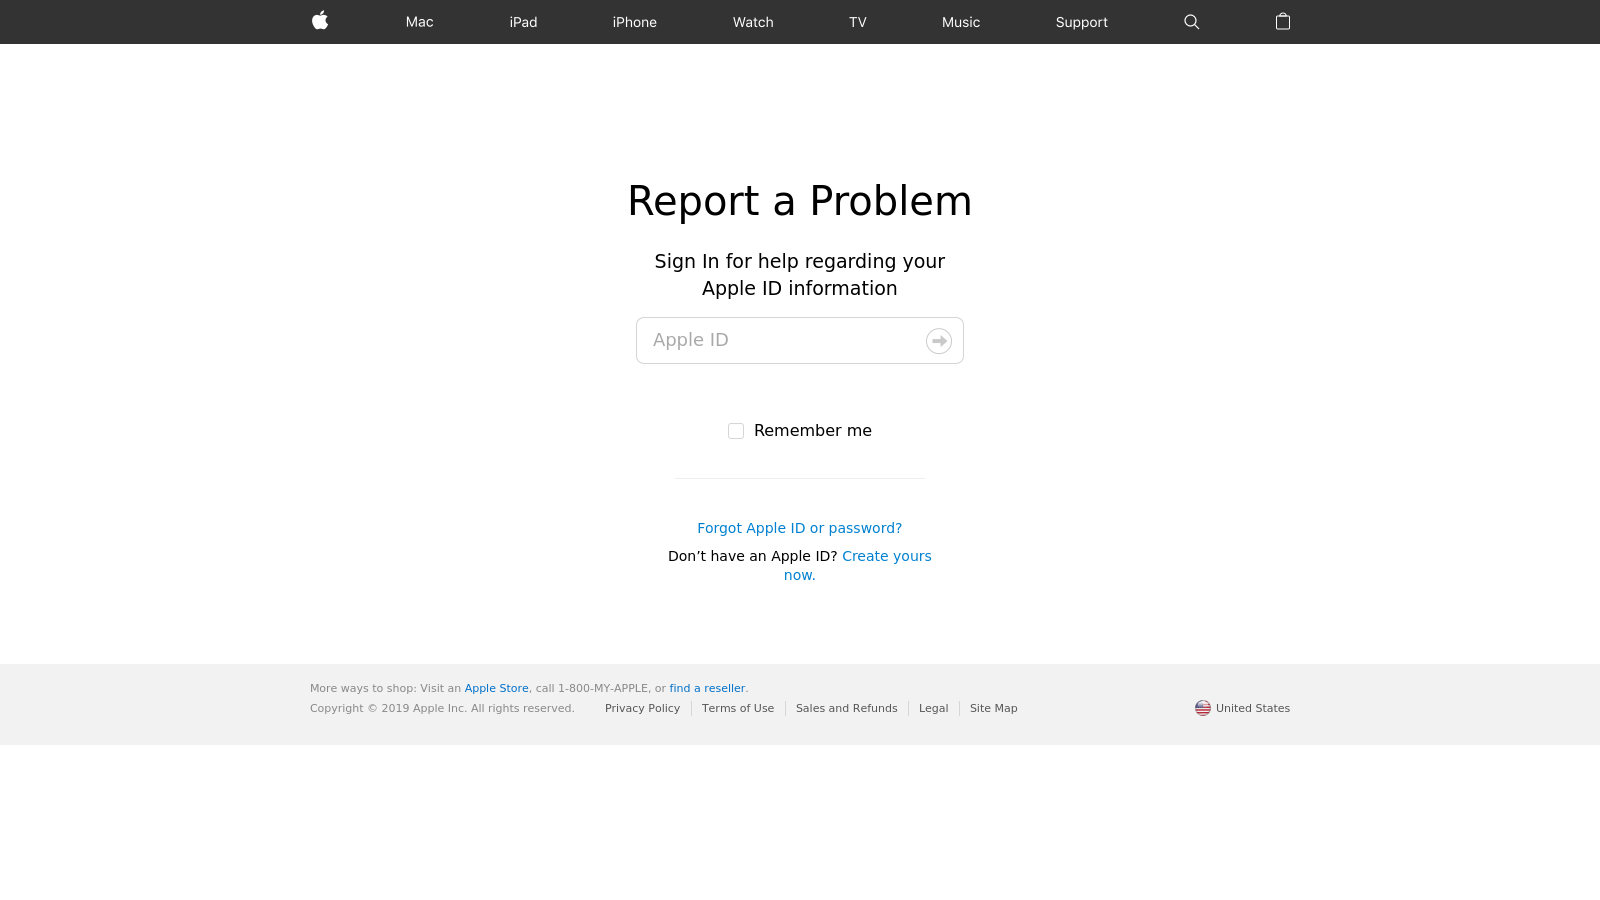 Mac iPad iPhone Watch TV Music Support
Report a Problem
Sign In for help regarding your
Apple ID information
Apple ID
Remember me
Forgot Apple ID or password?
Don’t have an Apple ID? Create yours
now.
More ways to shop: Visit an Apple Store, call 1-800-MY-APPLE, or find a reseller.
Copyright © 2019 Apple Inc. All rights reserved. Privacy Policy Terms of Use Sales and Refunds Legal Site Map United States